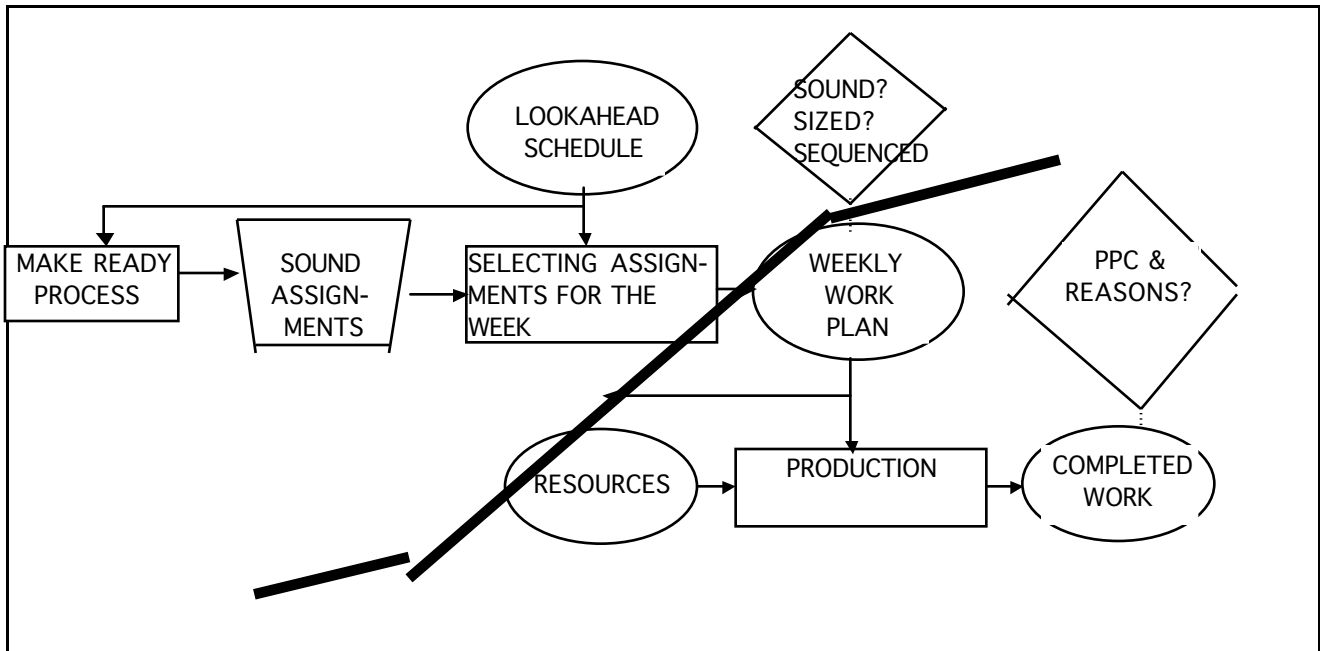 LOOKAHEAD
SCHEDULE
SOUND?
SIZED?
SEQUENCED
MAKE READY
PROCESS
SOUND
ASSIGN-
MENTS
SELECTING ASSIGN-
MENTS FOR THE
WEEK
WEEKLY
WORK
PLAN
PPC &
REASONS?
RESOURCES
PRODUCTION
COMPLETED
WORK